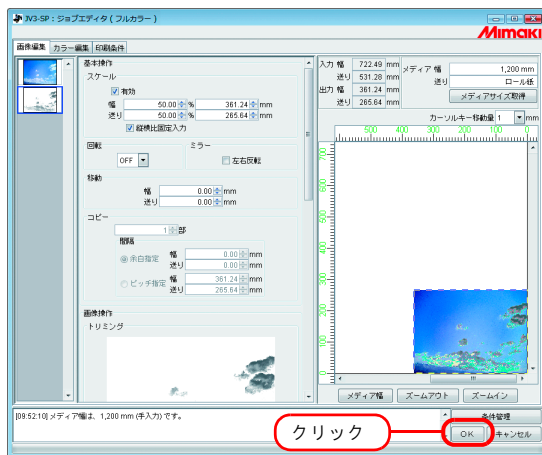 JV3-SP：ジョブエディタ(フルカラー)
Mimaki
画像編集 カラー編集 印刷条件
基本操作
スケール
有効
幅 50.00 % 361.24 mm
送り 50.00 % 265.64 mm
縦横比固定入力
回転 ミラー
OFF 左右反転
移動
幅 0.00 mm
送り 0.00 mm
コピー
1 部
間隔
余白指定 幅 0.00 mm
送り 0.00 mm
ピッチ指定 幅 361.24 mm
送り 265.64 mm
画像操作
トリミング
入力 幅 722.49 mm
送り 531.28 mm
出力 幅 361.24 mm
送り 265.64 mm
メディア 幅 1,200 mm
送り ロール紙
メディアサイズ取得
カーソルキー移動量 1 mm
500 400 300 200 100 0
メディア幅 ズームアウト ズームイン
[09:52:10] メディア幅は、1,200 mm (手入力) です。
条件管理
クリック
OK キャンセル